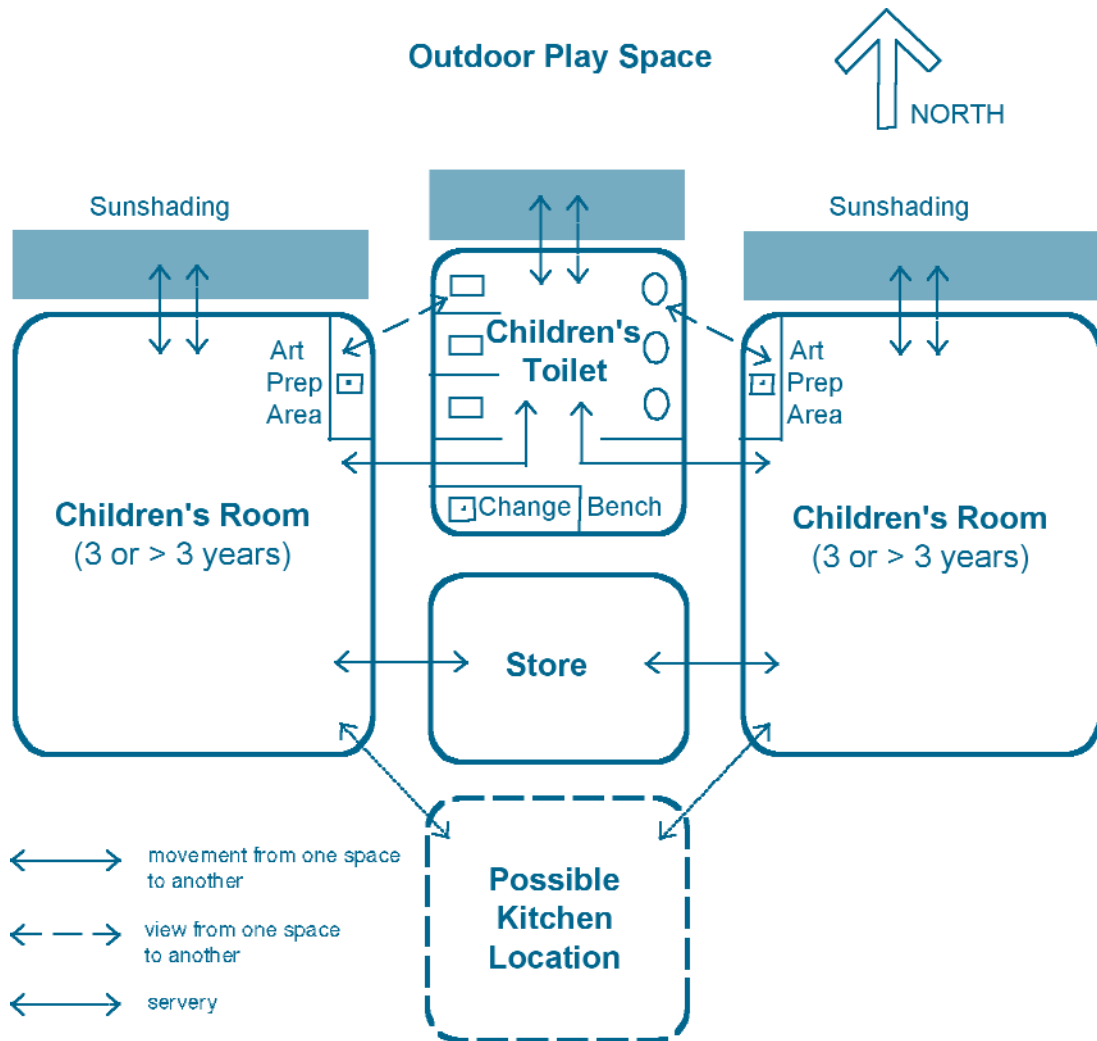 Outdoor Play Space
NORTH
Sunshading
Sunshading
Children's
Toilet
Art
Prep
Area
Art
Prep
Area
Change Bench
Children's Room
(3 or > 3 years)
Children's Room
(3 or > 3 years)
Store
Possible
Kitchen
Location
movement from one space
to another
view from one space
to another
servery